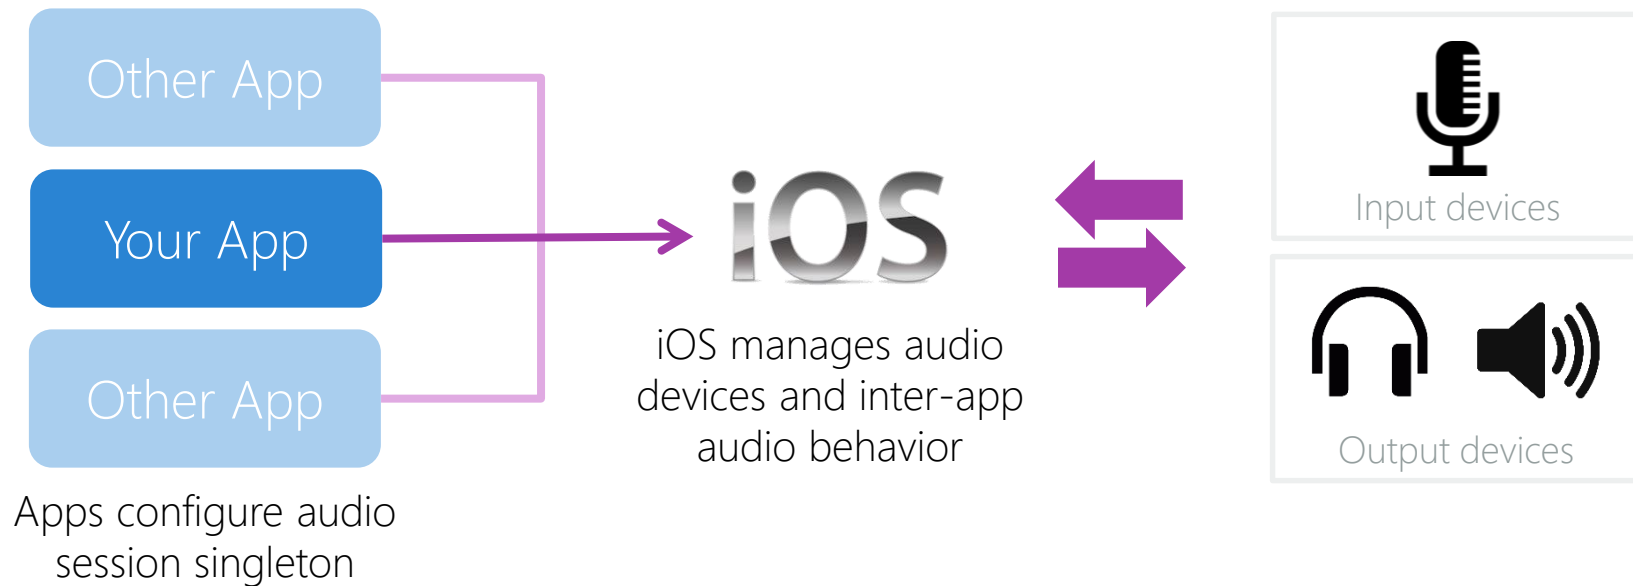 Other App
Your App
Other App
Apps configure audio
session singleton
iOS
iOS manages audio
devices and inter-app
audio behavior
Input devices
Output devices